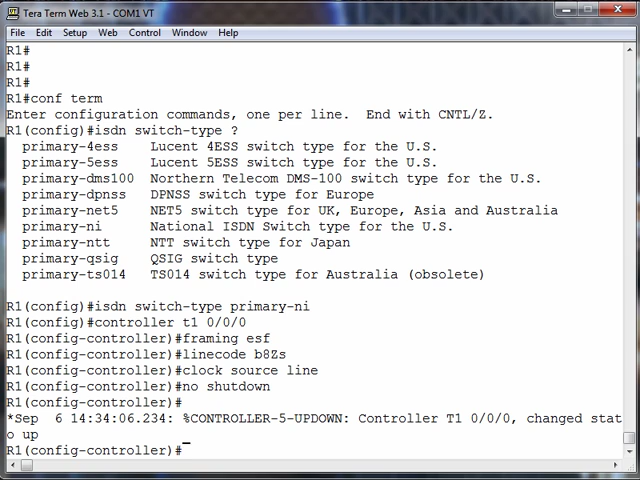 Tera Term Web 3.1 - COM1 VT
File Edit Setup Web Control Window Help
R1#
R1#
R1#
R1#conf term
Enter configuration commands, one per line.  End with CNTL/Z.
R1(config)#isdn switch-type ?
  primary-4ess    Lucent 4ESS switch type for the U.S.
  primary-5ess    Lucent 5ESS switch type for the U.S.
  primary-dms100  Northern Telecom DMS-100 switch type for the U.S.
  primary-dpnss   DPNSS switch type for Europe
  primary-net5    NET5 switch type for UK, Europe, Asia and Australia
  primary-ni      National ISDN Switch type for the U.S.
  primary-ntt     NTT switch type for Japan
  primary-qsig    QSIG switch type
  primary-ts014   TS014 switch type for Australia (obsolete)
R1(config)#isdn switch-type primary-ni
R1(config)#controller t1 0/0/0
R1(config-controller)#framing esf
R1(config-controller)#linecode b8Zs
R1(config-controller)#clock source line
R1(config-controller)#no shutdown
R1(config-controller)#
*Sep  6 14:34:06.234: %CONTROLLER-5-UPDOWN: Controller T1 0/0/0, changed stat
o up
R1(config-controller)#